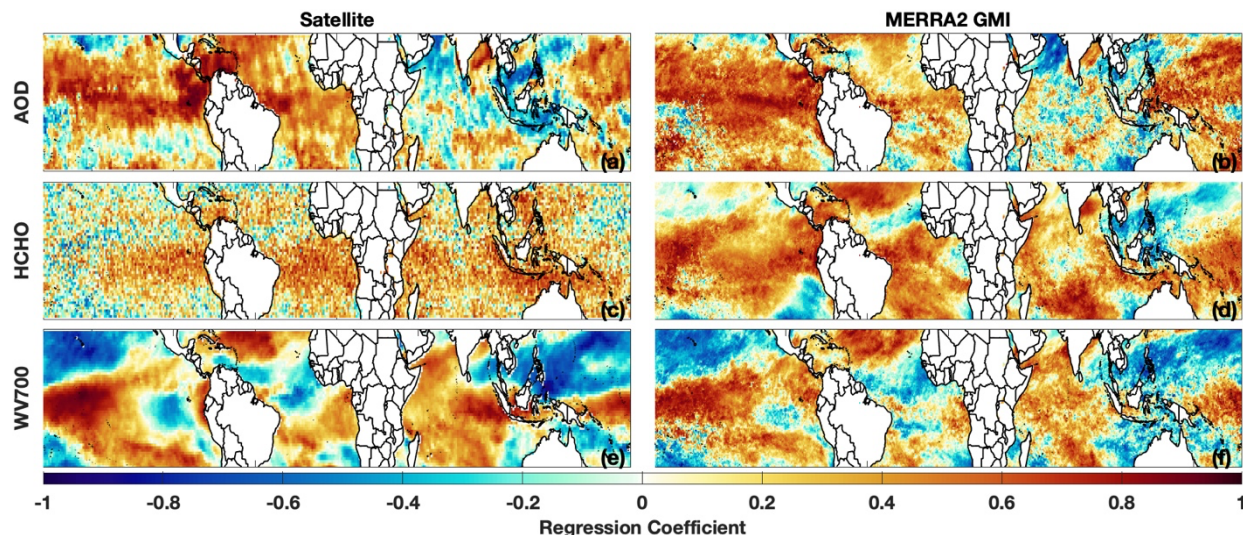 Satellite
MERRA2 GMI
AOD
(a)
(b)
HCHO
(c)
(d)
WV700
(e)
(f)
-1 -0.8 -0.6 -0.4 -0.2 0 0.2 0.4 0.6 0.8 1
Regression Coefficient